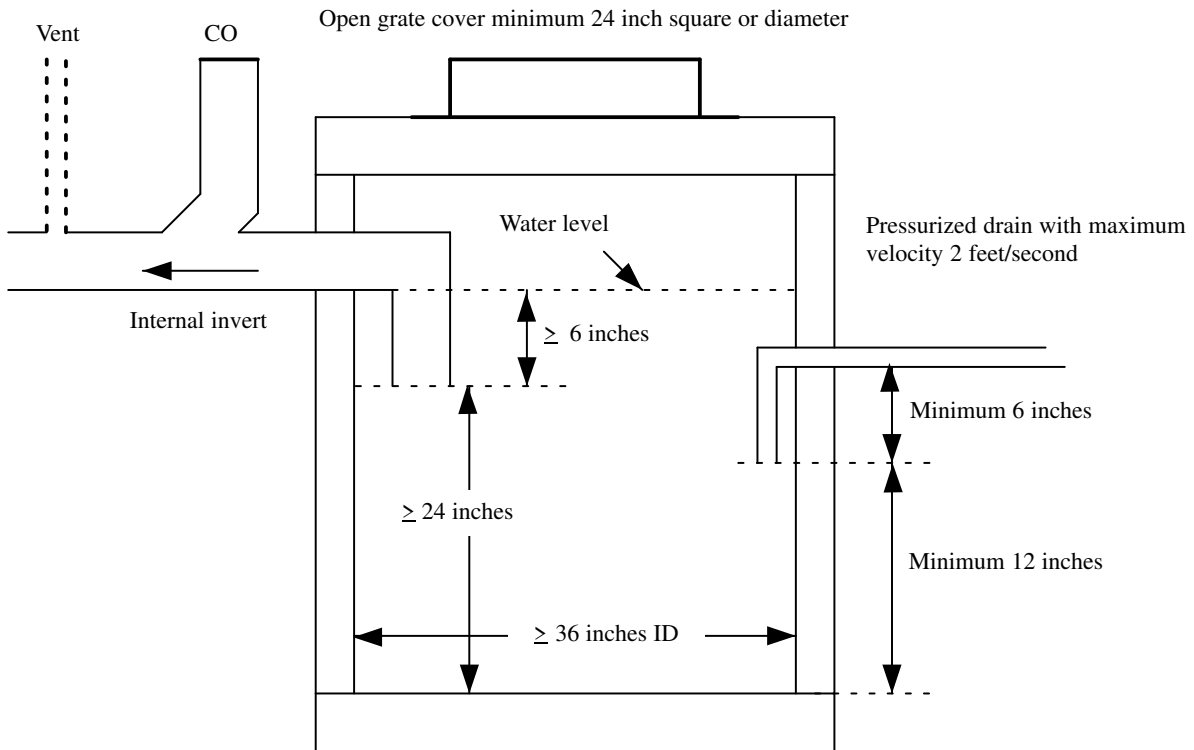 Open grate cover minimum 24 inch square or diameter
Vent
CO
Water level
Pressurized drain with maximum
velocity 2 feet/second
Internal invert
≥ 6 inches
Minimum 6 inches
≥ 24 inches
Minimum 12 inches
≥ 36 inches ID